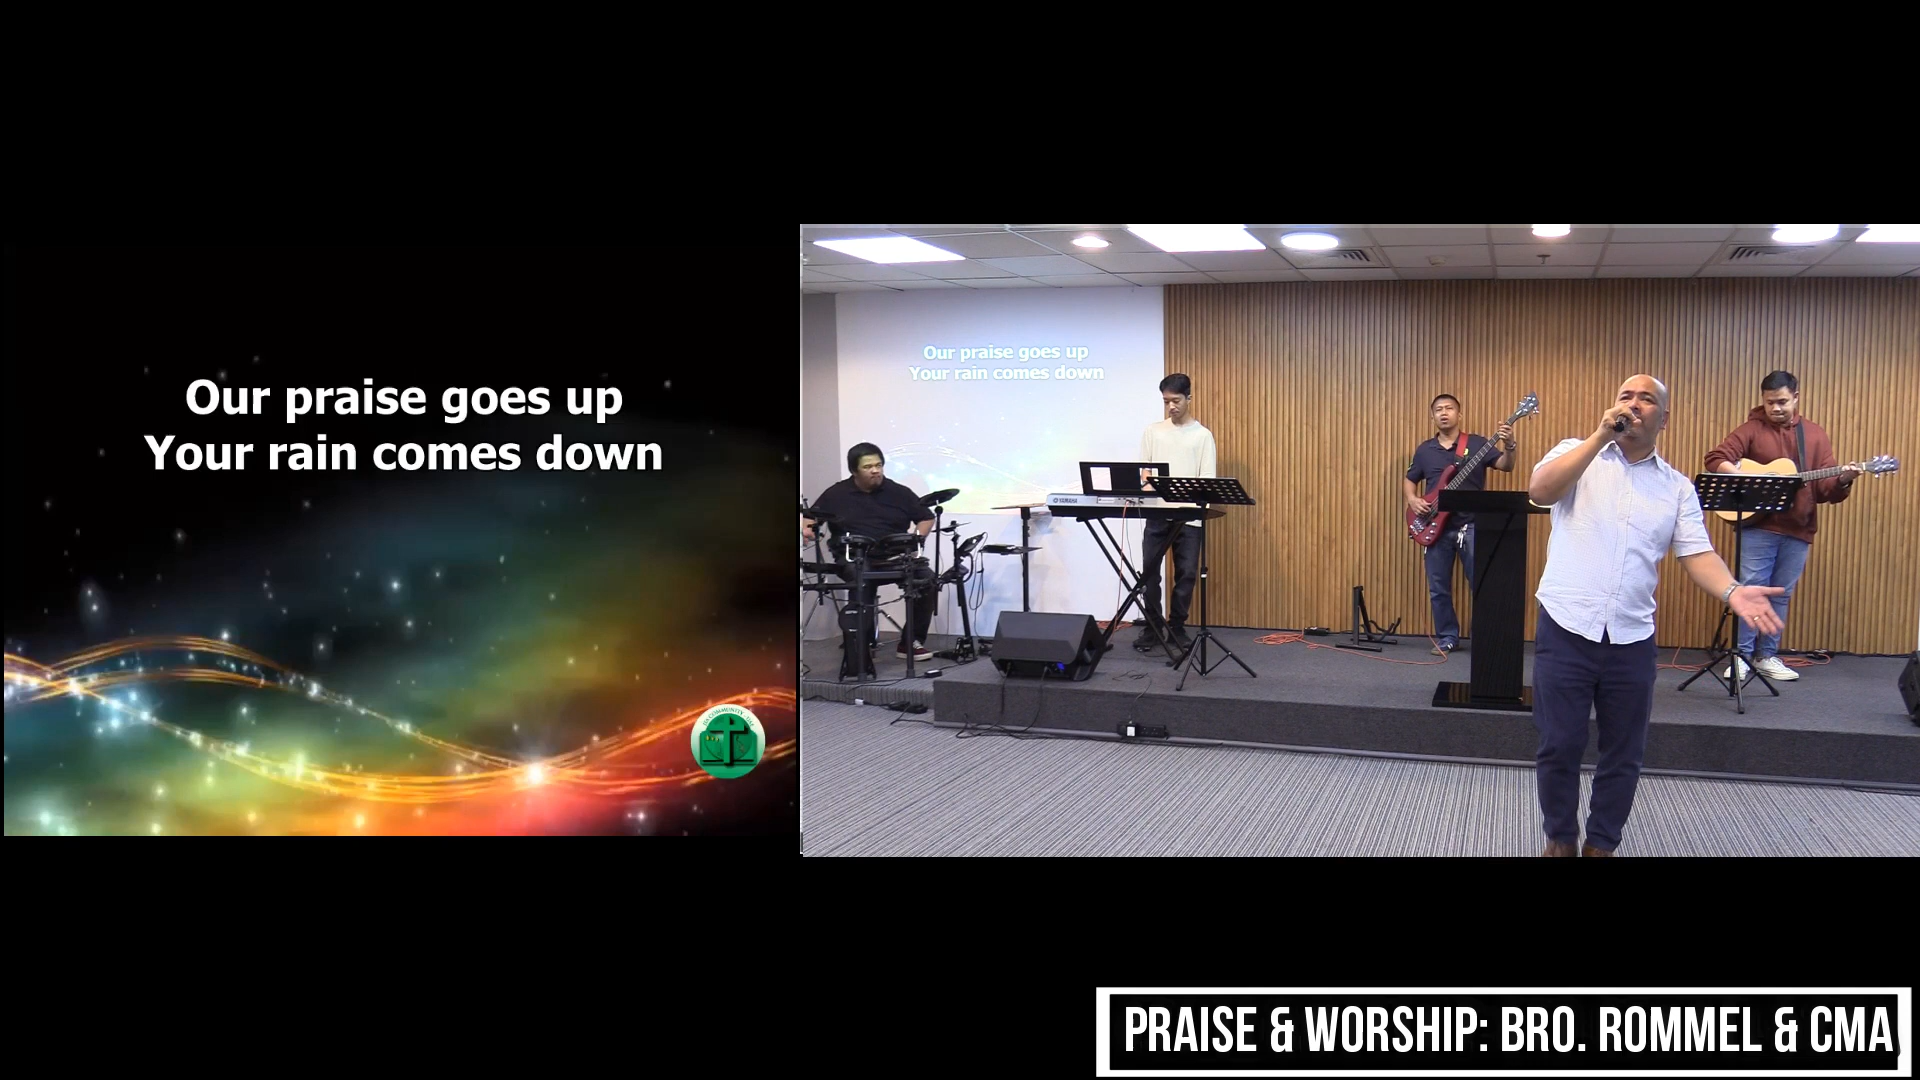 Our praise goes up
Your rain comes down
Our praise goes up
Your rain comes down
YAMAHA
PRAISE & WORSHIP: BRO. ROMMEL & CMA